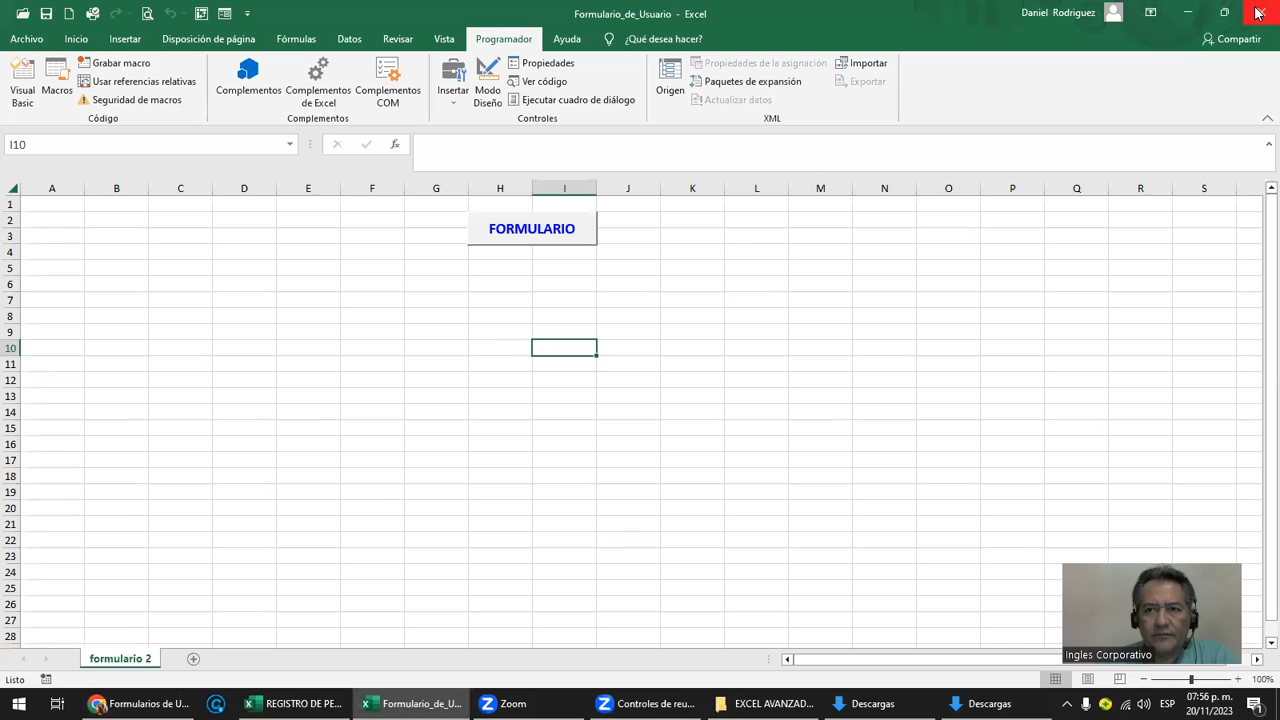 Formulario_de_Usuario - Excel
Daniel Rodriguez
Archivo Inicio Insertar Disposición de página Fórmulas Datos Revisar Vista Programador Ayuda ¿Qué desea hacer? Compartir
Visual Basic
Macros
Grabar macro
Usar referencias relativas
Seguridad de macros
Código
Complementos
Complementos de Excel
Complementos COM
Complementos
Insertar
Modo Diseño
Propiedades
Ver código
Ejecutar cuadro de diálogo
Controles
Origen
Propiedades de la asignación
Paquetes de expansión
Actualizar datos
Importar
Exportar
XML
I10
fx
A B C D E F G H I J K L M N O P Q R S
1
2
3
4
5
6
7
8
9
10
11
12
13
14
15
16
17
18
19
20
21
22
23
24
25
26
27
28
FORMULARIO
Ingles Corporativo
formulario 2
Listo
100%
Formularios de U...
REGISTRO DE PE...
Formulario_de_U...
Zoom
Controles de reu...
EXCEL AVANZAD...
Descargas
Descargas
ESP
07:56 p. m.
20/11/2023